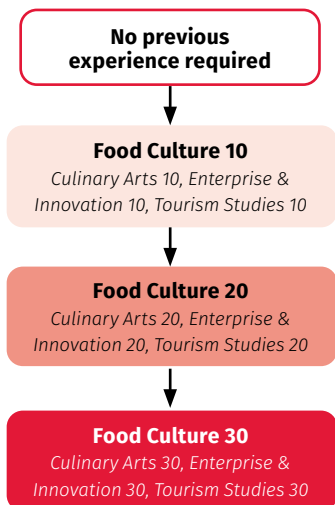 No previous
experience required
Food Culture 10
Culinary Arts 10, Enterprise &
Innovation 10, Tourism Studies 10
Food Culture 20
Culinary Arts 20, Enterprise &
Innovation 20, Tourism Studies 20
Food Culture 30
Culinary Arts 30, Enterprise &
Innovation 30, Tourism Studies 30